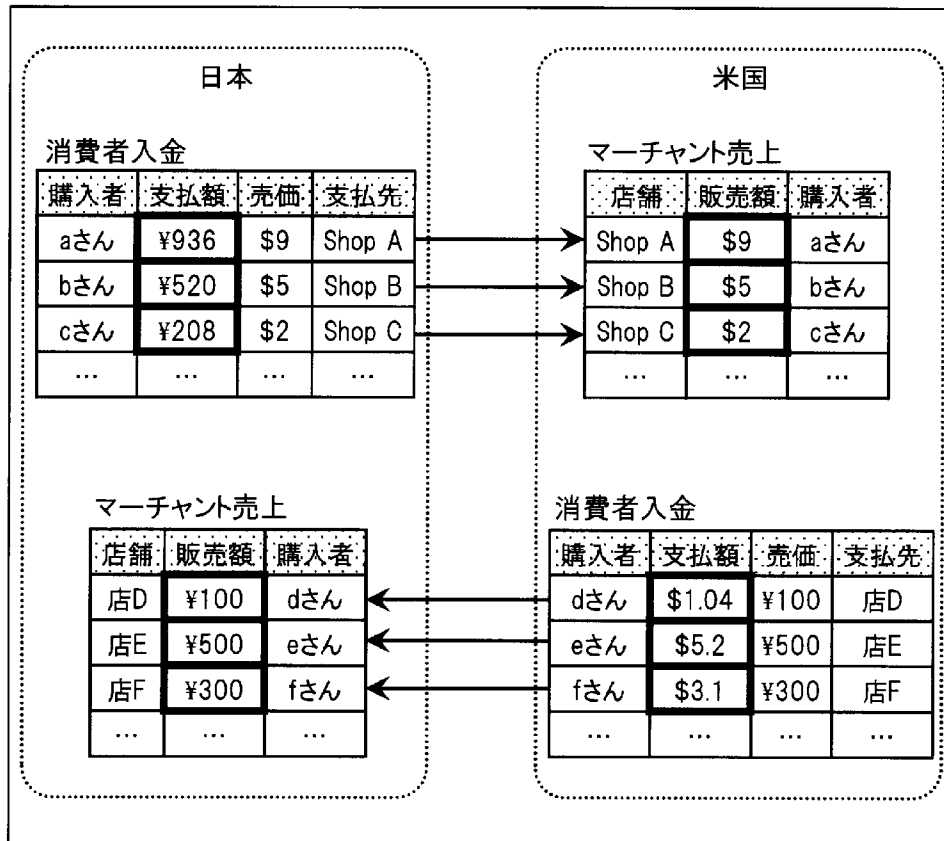 日本
消費者入金
購入者 支払額 売価 支払先
aさん ¥936 $9 Shop A
bさん ¥520 $5 Shop B
cさん ¥208 $2 Shop C
… … … …
マーチャント売上
店舗 販売額 購入者
店D ¥100 dさん
店E ¥500 eさん
店F ¥300 fさん
… … …
米国
マーチャント売上
店舗 販売額 購入者
Shop A $9 aさん
Shop B $5 bさん
Shop C $2 cさん
… … …
消費者入金
購入者 支払額 売価 支払先
dさん $1.04 ¥100 店D
eさん $5.2 ¥500 店E
fさん $3.1 ¥300 店F
… … … …